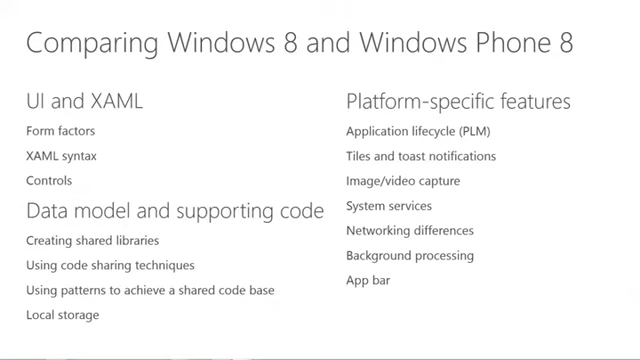 Comparing Windows 8 and Windows Phone 8
UI and XAML
Form factors
XAML syntax
Controls
Data model and supporting code
Creating shared libraries
Using code sharing techniques
Using patterns to achieve a shared code base
Local storage
Platform-specific features
Application lifecycle (PLM)
Tiles and toast notifications
Image/video capture
System services
Networking differences
Background processing
App bar